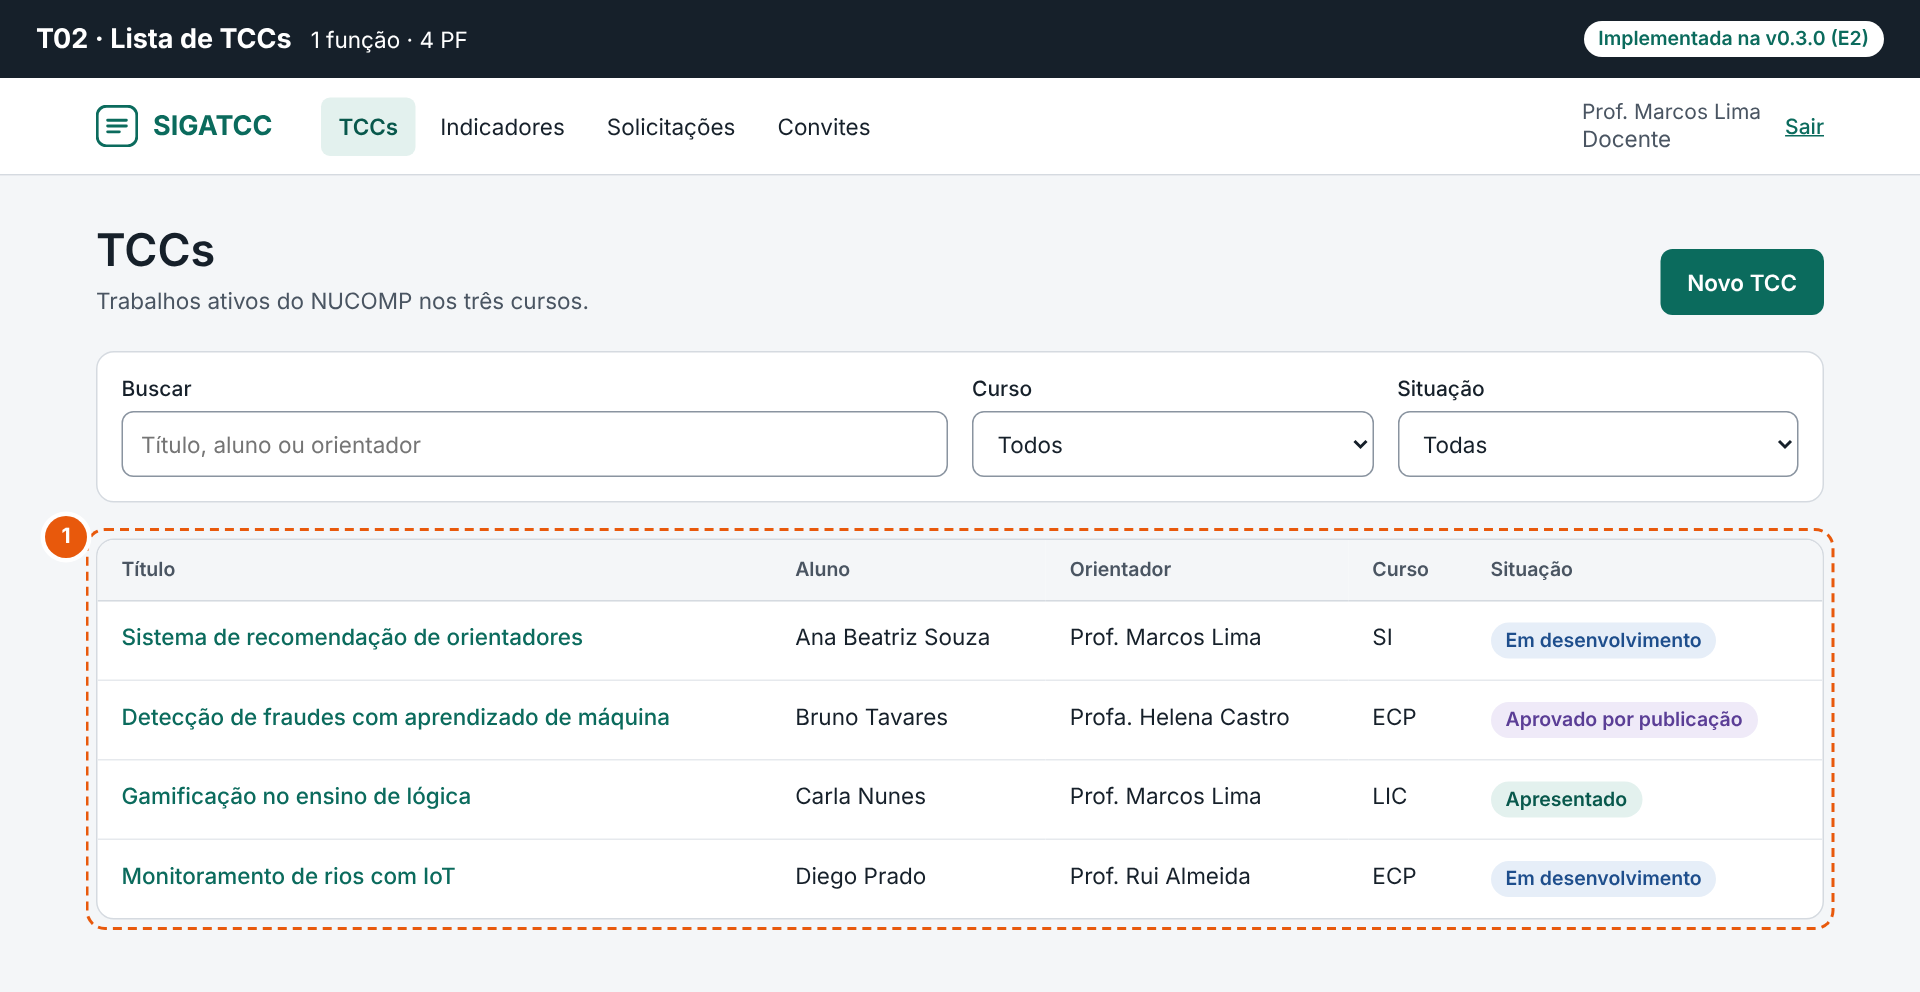 T02 · Lista de TCCs 1 função · 4 PF Implementada na v0.3.0 (E2)
SIGATCC TCCs Indicadores Solicitações Convites Prof. Marcos Lima Sair
Docente
TCCs
Trabalhos ativos do NUCOMP nos três cursos.
Novo TCC
Buscar Curso Situação
Título, aluno ou orientador Todos Todas
1
Título Aluno Orientador Curso Situação
Sistema de recomendação de orientadores Ana Beatriz Souza Prof. Marcos Lima SI Em desenvolvimento
Detecção de fraudes com aprendizado de máquina Bruno Tavares Profa. Helena Castro ECP Aprovado por publicação
Gamificação no ensino de lógica Carla Nunes Prof. Marcos Lima LIC Apresentado
Monitoramento de rios com IoT Diego Prado Prof. Rui Almeida ECP Em desenvolvimento